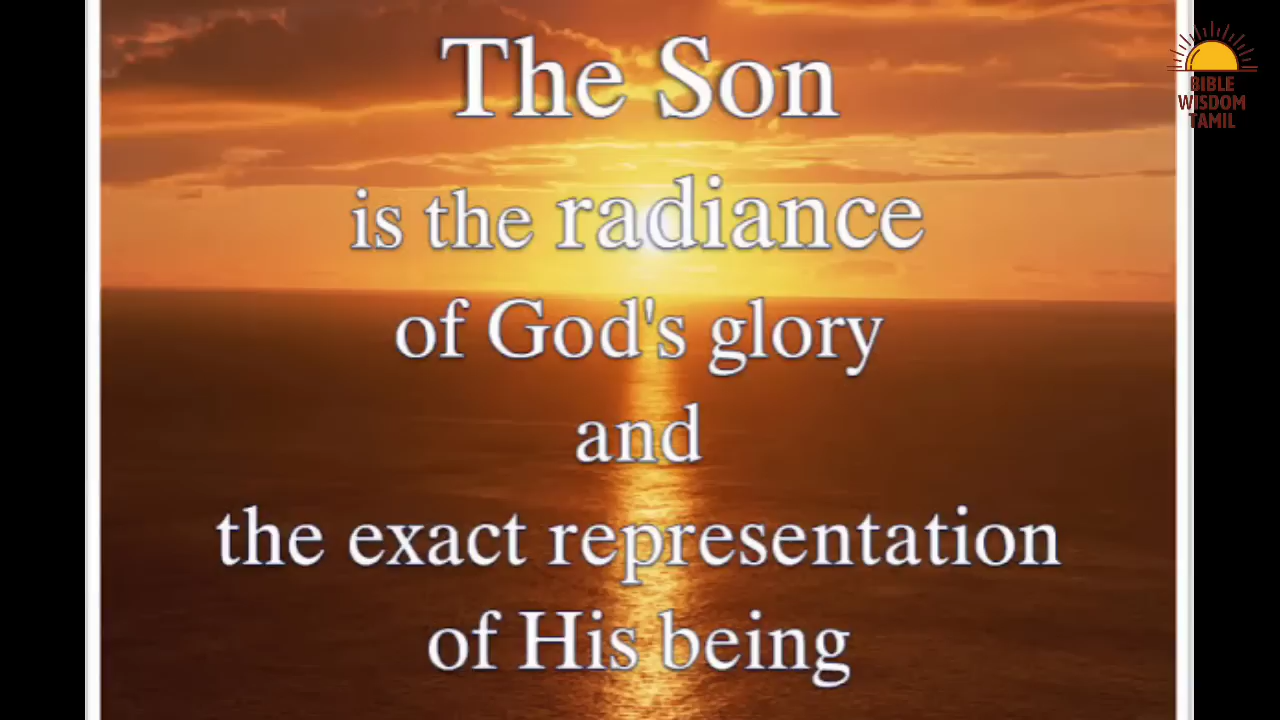 The Son
is the radiance
of God's glory
and
the exact representation
of His being
BIBLE
WISDOM
TAMIL